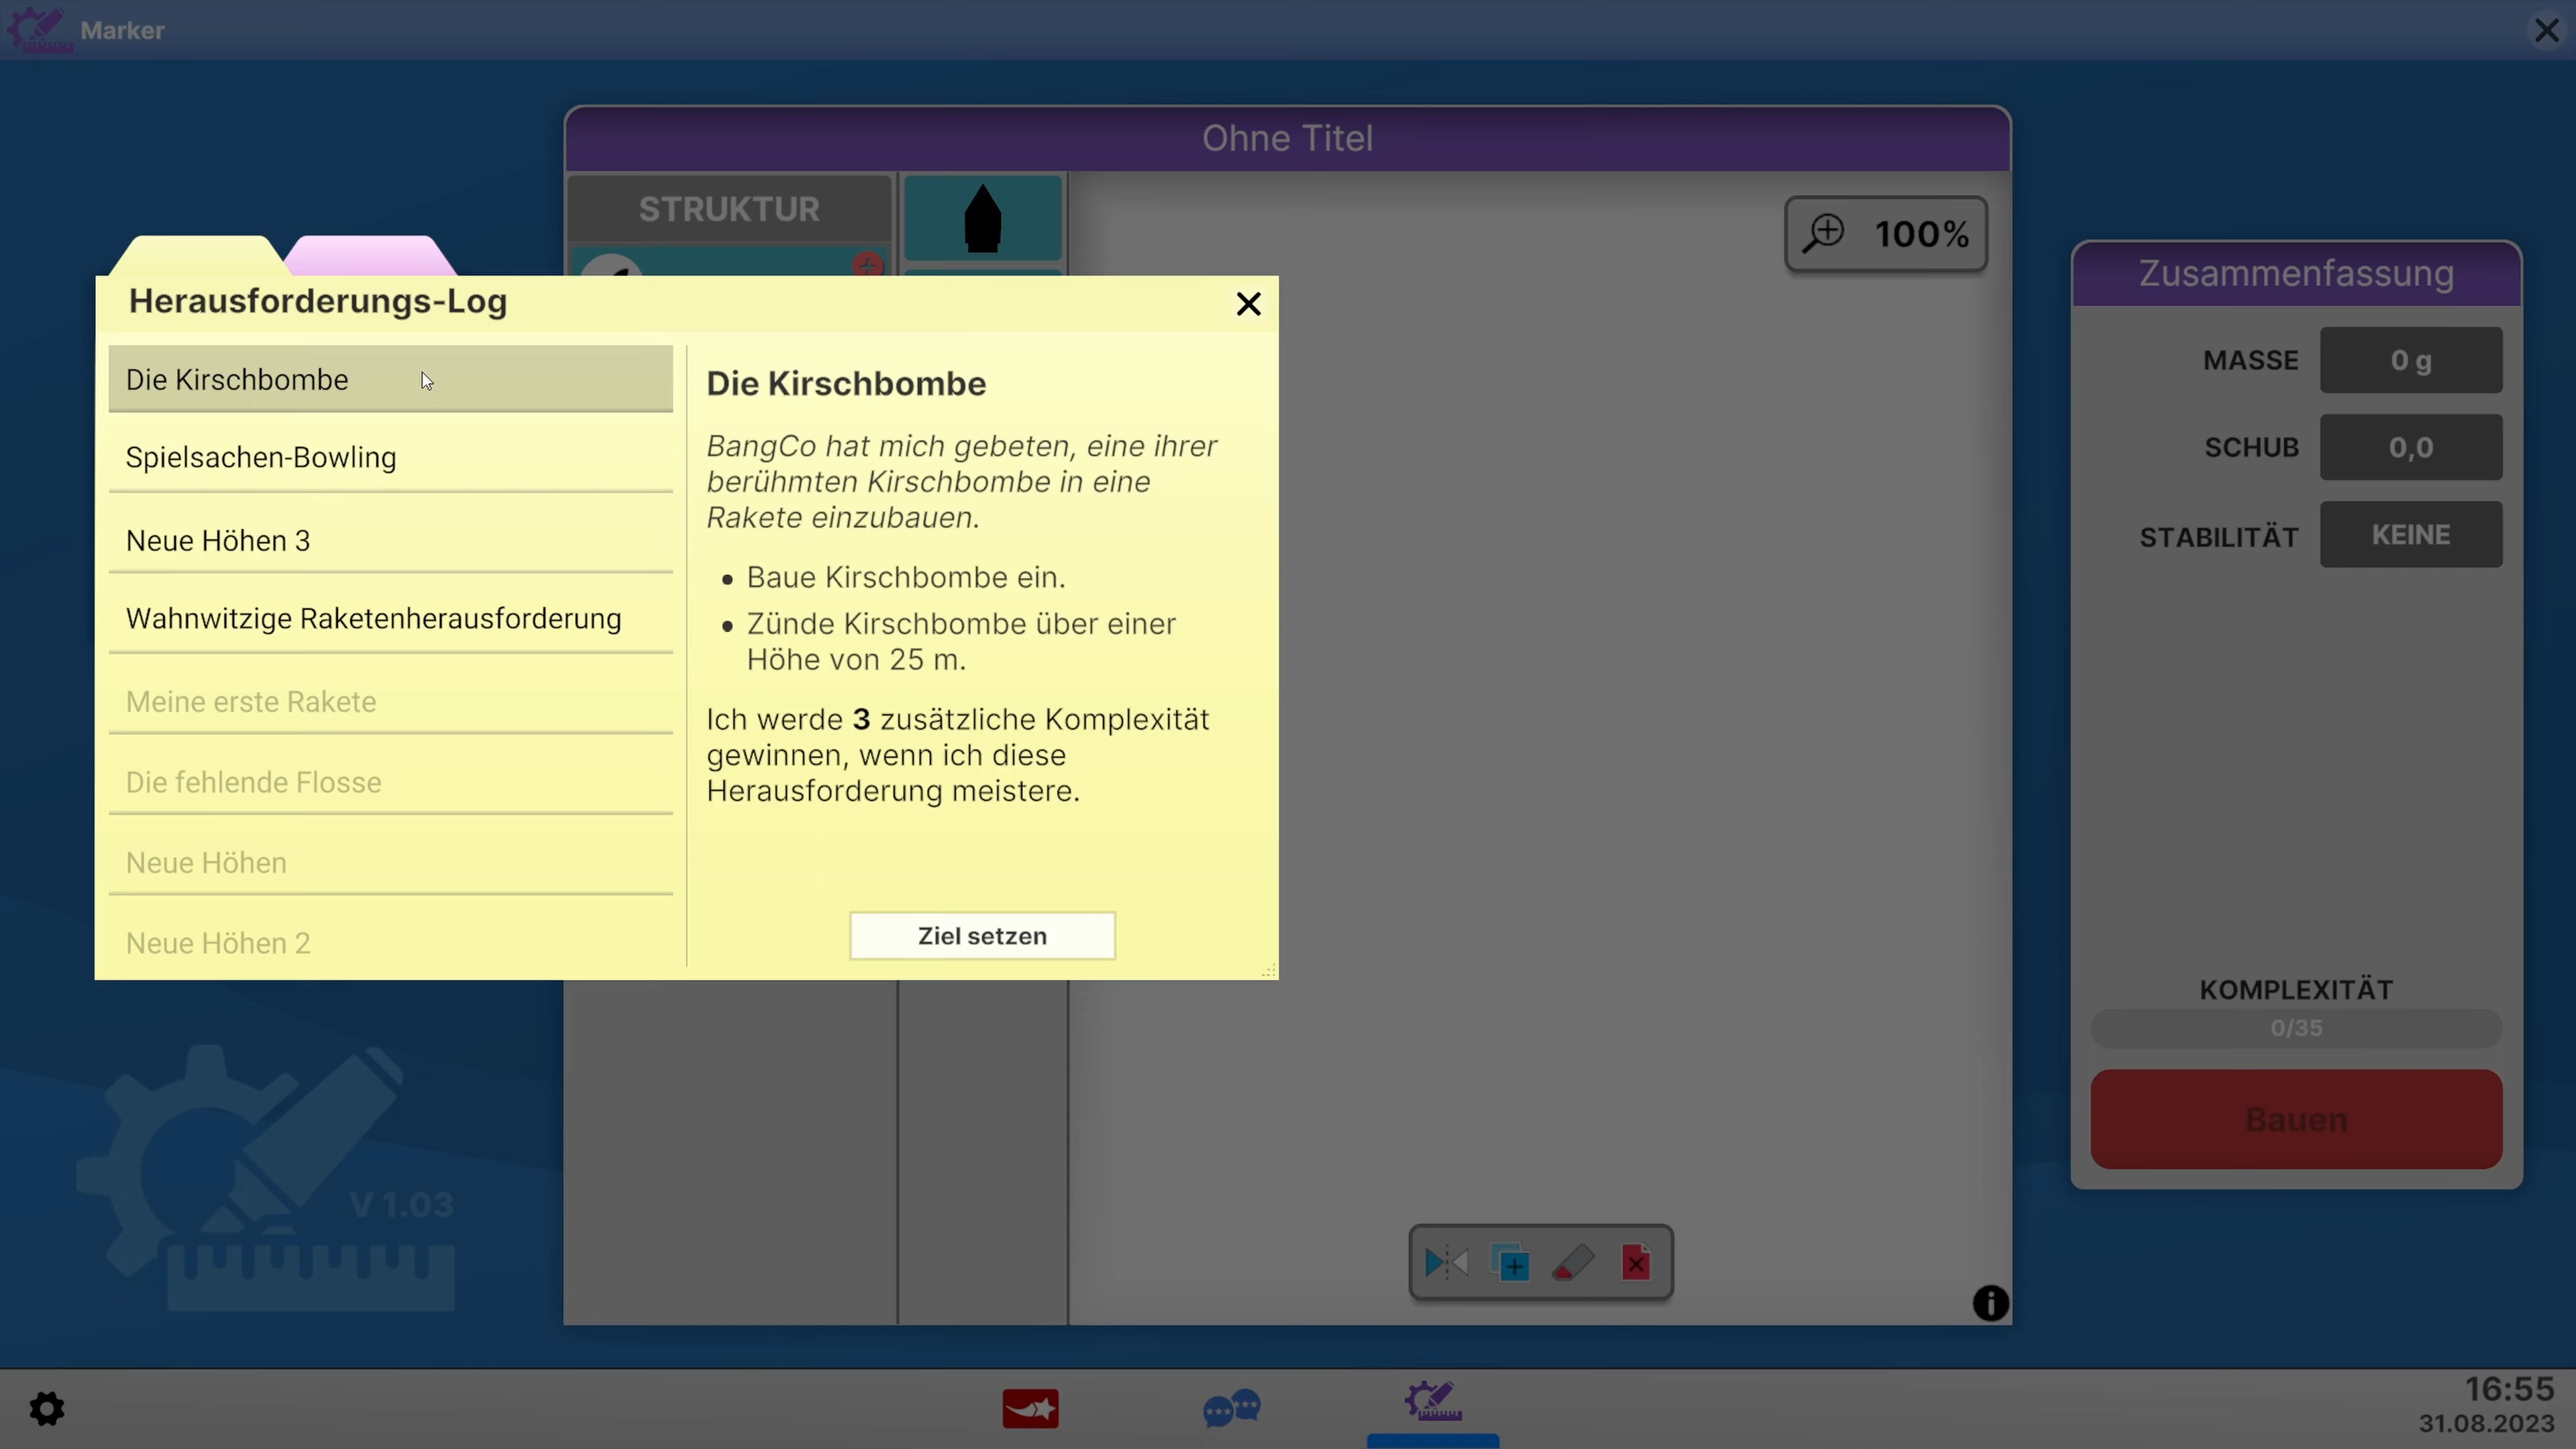 Marker
Ohne Titel
STRUKTUR
100%
Zusammenfassung
MASSE 0 g
SCHUB 0,0
STABILITÄT KEINE
KOMPLEXITÄT
0/35
Bauen
Herausforderungs-Log
Die Kirschbombe
Spielsachen-Bowling
Neue Höhen 3
Wahnwitzige Raketenherausforderung
Meine erste Rakete
Die fehlende Flosse
Neue Höhen
Neue Höhen 2
Die Kirschbombe
BangCo hat mich gebeten, eine ihrer
berühmten Kirschbombe in eine
Rakete einzubauen.
• Baue Kirschbombe ein.
• Zünde Kirschbombe über einer
Höhe von 25 m.
Ich werde 3 zusätzliche Komplexität
gewinnen, wenn ich diese
Herausforderung meistere.
Ziel setzen
V 1.03
16:55
31.08.2023